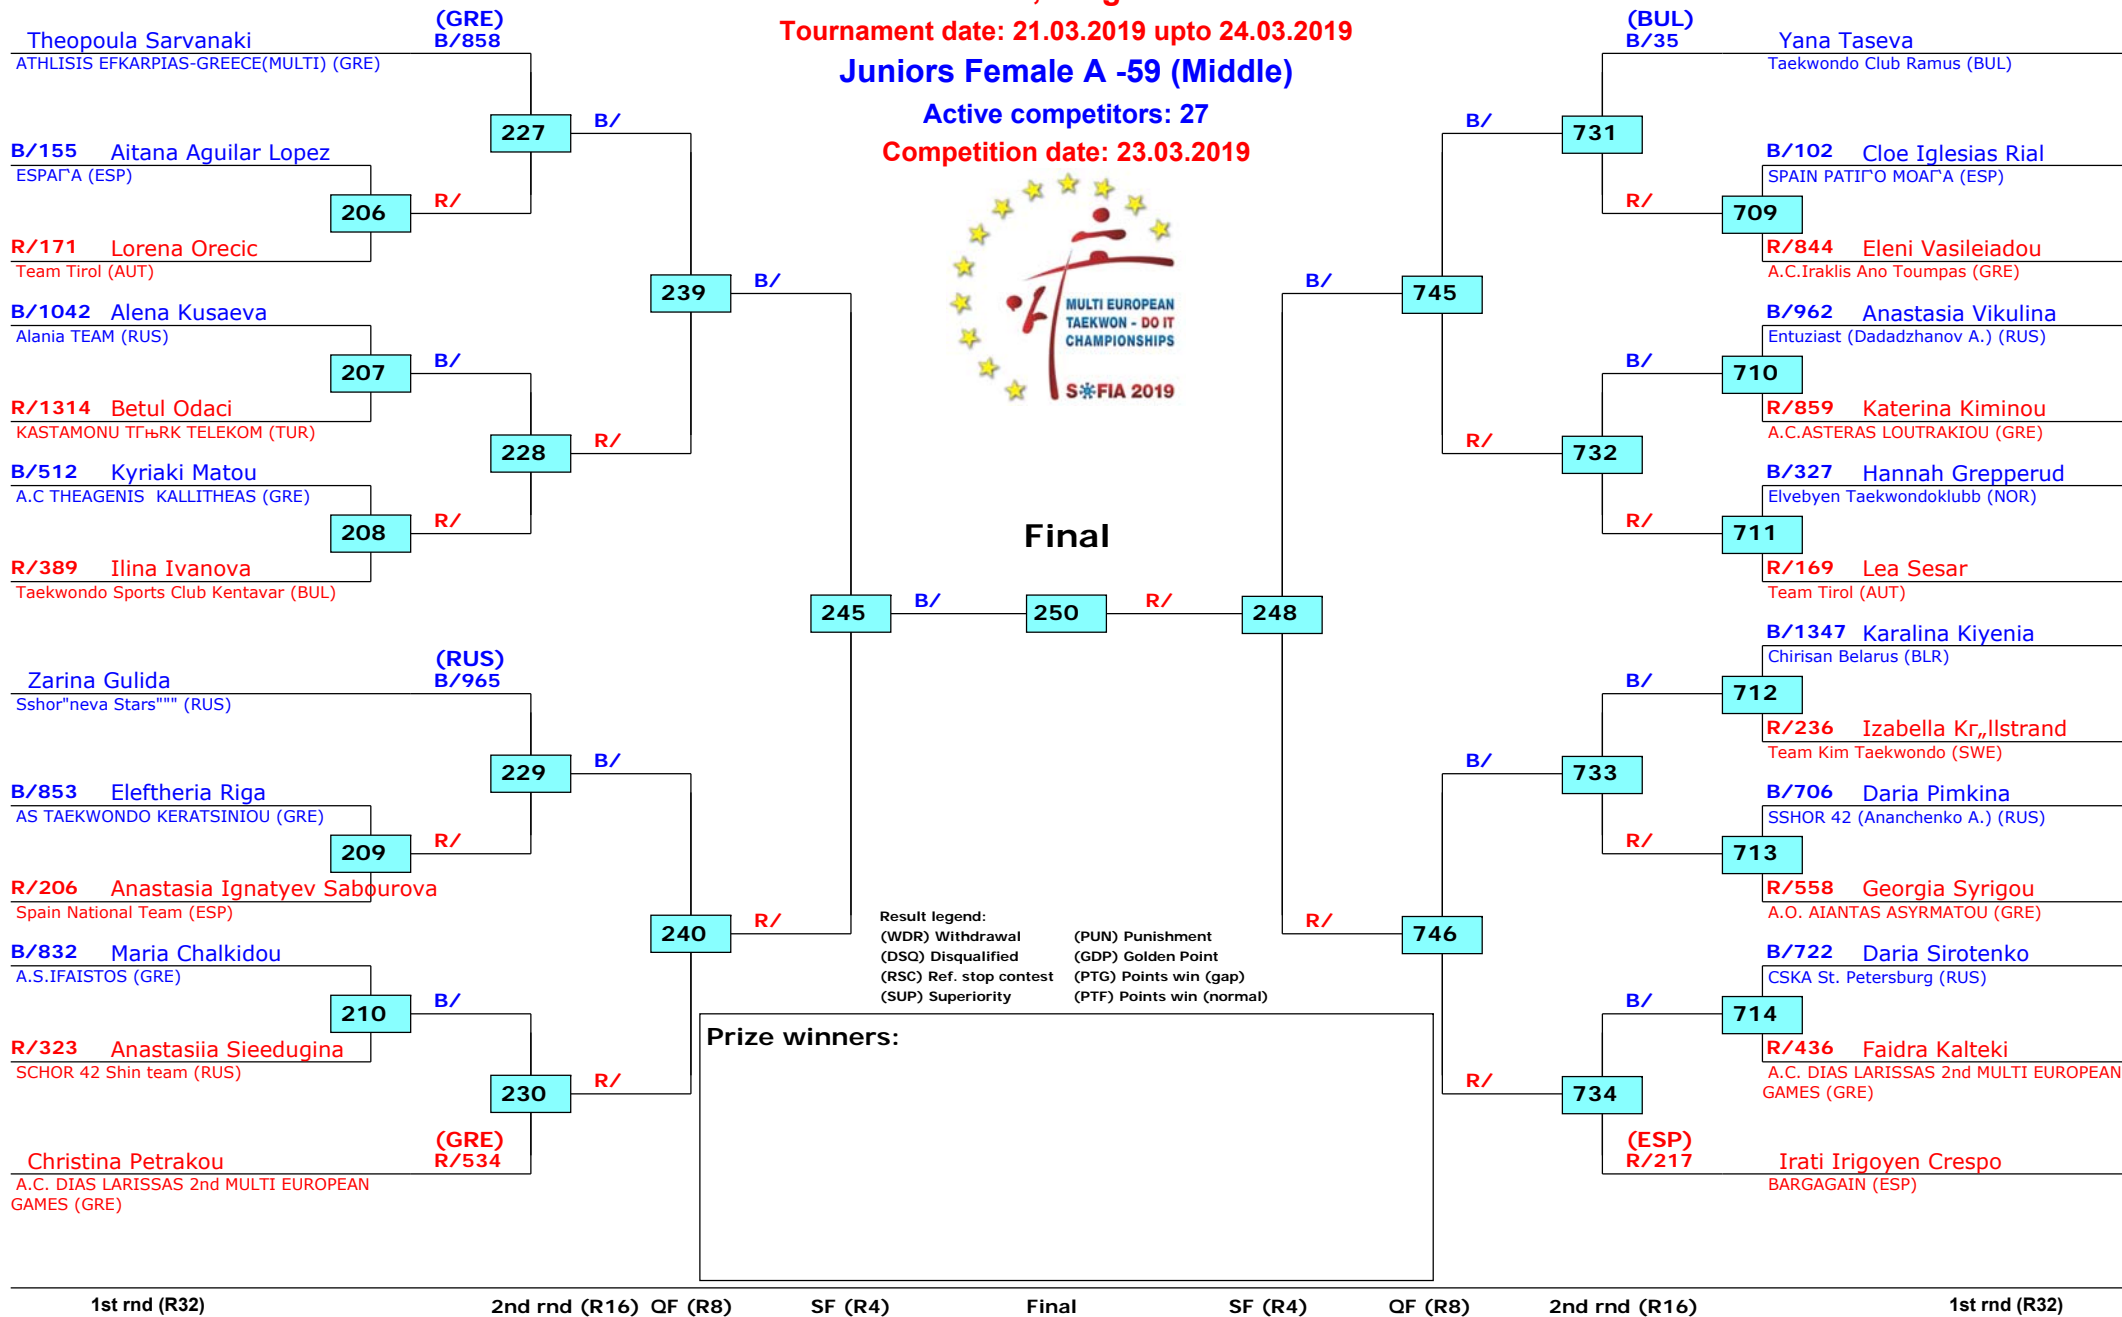 Tournament date: 21.03.2019 upto 24.03.2019
Juniors Female A -59 (Middle)
Active competitors: 27
Competition date: 23.03.2019
MULTI EUROPEAN
TAEKWON - DO IT
CHAMPIONSHIPS
SOFIA 2019
(GRE)
Theopoula Sarvanaki B/858
ATHLISIS EFKARPIAS-GREECE(MULTI) (GRE)
227 B/
B/155 Aitana Aguilar Lopez
ESPAΓ'A (ESP)
206 R/
R/171 Lorena Orecic
Team Tirol (AUT)
239 B/
B/1042 Alena Kusaeva
Alania TEAM (RUS)
207 B/
R/1314 Betul Odaci
KASTAMONU TΓњRK TELEKOM (TUR)
228 R/
B/512 Kyriaki Matou
A.C THEAGENIS KALLITHEAS (GRE)
208 R/
R/389 Ilina Ivanova
Taekwondo Sports Club Kentavar (BUL)
Final
245 B/ 250 R/ 248
(RUS)
Zarina Gulida B/965
Sshor"neva Stars""" (RUS)
229 B/
B/853 Eleftheria Riga
AS TAEKWONDO KERATSINIOU (GRE)
209 R/
R/206 Anastasia Ignatyev Sabourova
Spain National Team (ESP)
240 R/
B/832 Maria Chalkidou
A.S.IFAISTOS (GRE)
210 B/
R/323 Anastasiia Sieedugina
SCHOR 42 Shin team (RUS)
230 R/
(GRE)
Christina Petrakou R/534
A.C. DIAS LARISSAS 2nd MULTI EUROPEAN
GAMES (GRE)
(BUL)
B/35 Yana Taseva
Taekwondo Club Ramus (BUL)
B/ 731
B/102 Cloe Iglesias Rial
SPAIN PATIΓ'O MOAΓ'A (ESP)
R/ 709
R/844 Eleni Vasileiadou
A.C.Iraklis Ano Toumpas (GRE)
B/ 745
B/962 Anastasia Vikulina
Entuziast (Dadadzhanov A.) (RUS)
B/ 710
R/859 Katerina Kiminou
A.C.ASTERAS LOUTRAKIOU (GRE)
R/ 732
B/327 Hannah Grepperud
Elvebyen Taekwondoklubb (NOR)
R/ 711
R/169 Lea Sesar
Team Tirol (AUT)
B/1347 Karalina Kiyenia
Chirisan Belarus (BLR)
B/ 712
R/236 Izabella Kr„llstrand
Team Kim Taekwondo (SWE)
B/ 733
B/706 Daria Pimkina
SSHOR 42 (Ananchenko A.) (RUS)
R/ 713
R/558 Georgia Syrigou
A.O. AIANTAS ASYRMATOU (GRE)
R/ 746
B/722 Daria Sirotenko
CSKA St. Petersburg (RUS)
B/ 714
R/436 Faidra Kalteki
A.C. DIAS LARISSAS 2nd MULTI EUROPEAN
GAMES (GRE)
R/ 734
(ESP)
R/217 Irati Irigoyen Crespo
BARGAGAIN (ESP)
Result legend:
(WDR) Withdrawal (PUN) Punishment
(DSQ) Disqualified (GDP) Golden Point
(RSC) Ref. stop contest (PTG) Points win (gap)
(SUP) Superiority (PTF) Points win (normal)
Prize winners:
1st rnd (R32) 2nd rnd (R16) QF (R8) SF (R4) Final SF (R4) QF (R8) 2nd rnd (R16) 1st rnd (R32)